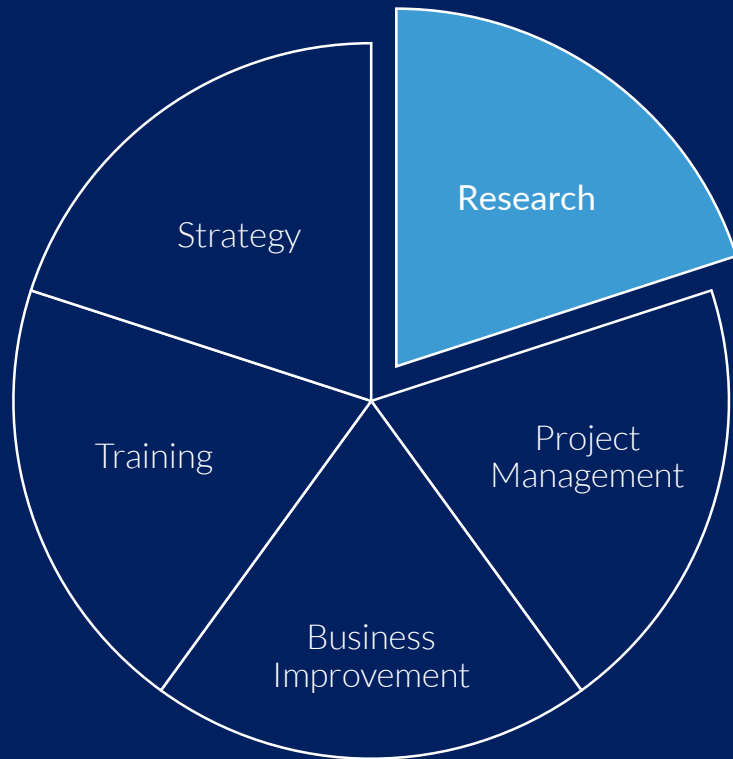 Research
Strategy
Project
Management
Training
Business
Improvement